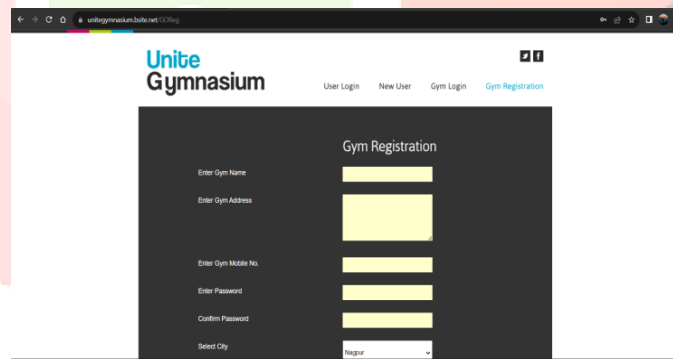 unitegymnasium.bsite.net/GOReg
Unite
Gymnasium
User Login New User Gym Login Gym Registration
Gym Registration
Enter Gym Name
Enter Gym Address
Enter Gym Mobile No.
Enter Password
Confirm Password
Select City
Nagpur